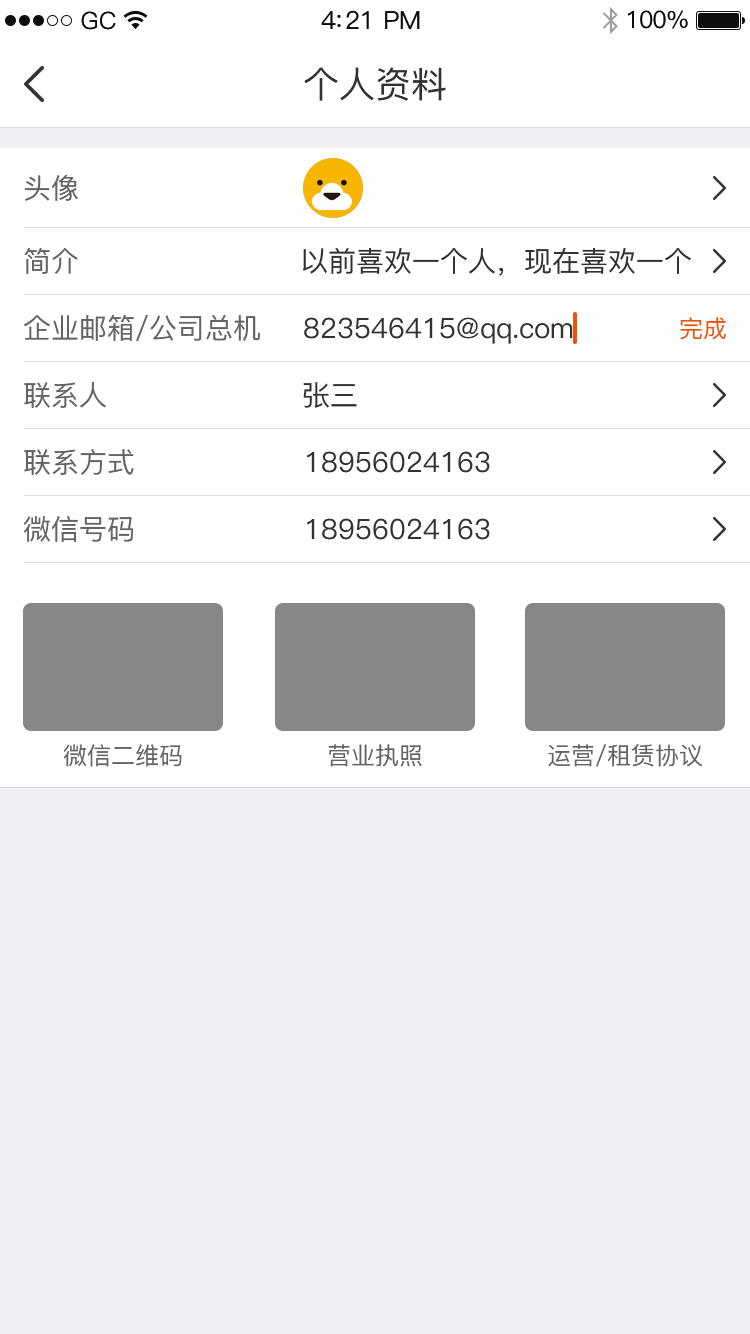 GC 4:21 PM 100%
个人资料
头像
简介 以前喜欢一个人，现在喜欢一个
企业邮箱/公司总机 823546415@qq.com 完成
联系人 张三
联系方式 18956024163
微信号码 18956024163
微信二维码 营业执照 运营/租赁协议